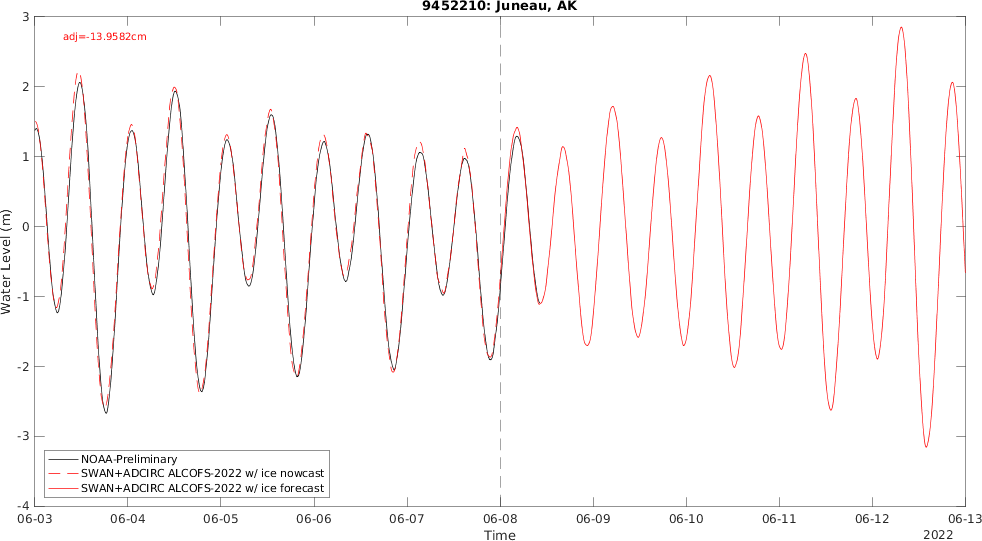 9452210: Juneau, AK
adj=-13.9582cm
3
2
1
0
-1
-2
-3
-4
Water Level (m)
NOAA-Preliminary
SWAN+ADCIRC ALCOFS-2022 w/ ice nowcast
SWAN+ADCIRC ALCOFS-2022 w/ ice forecast
06-03 06-04 06-05 06-06 06-07 06-08 06-09 06-10 06-11 06-12 06-13
Time
2022